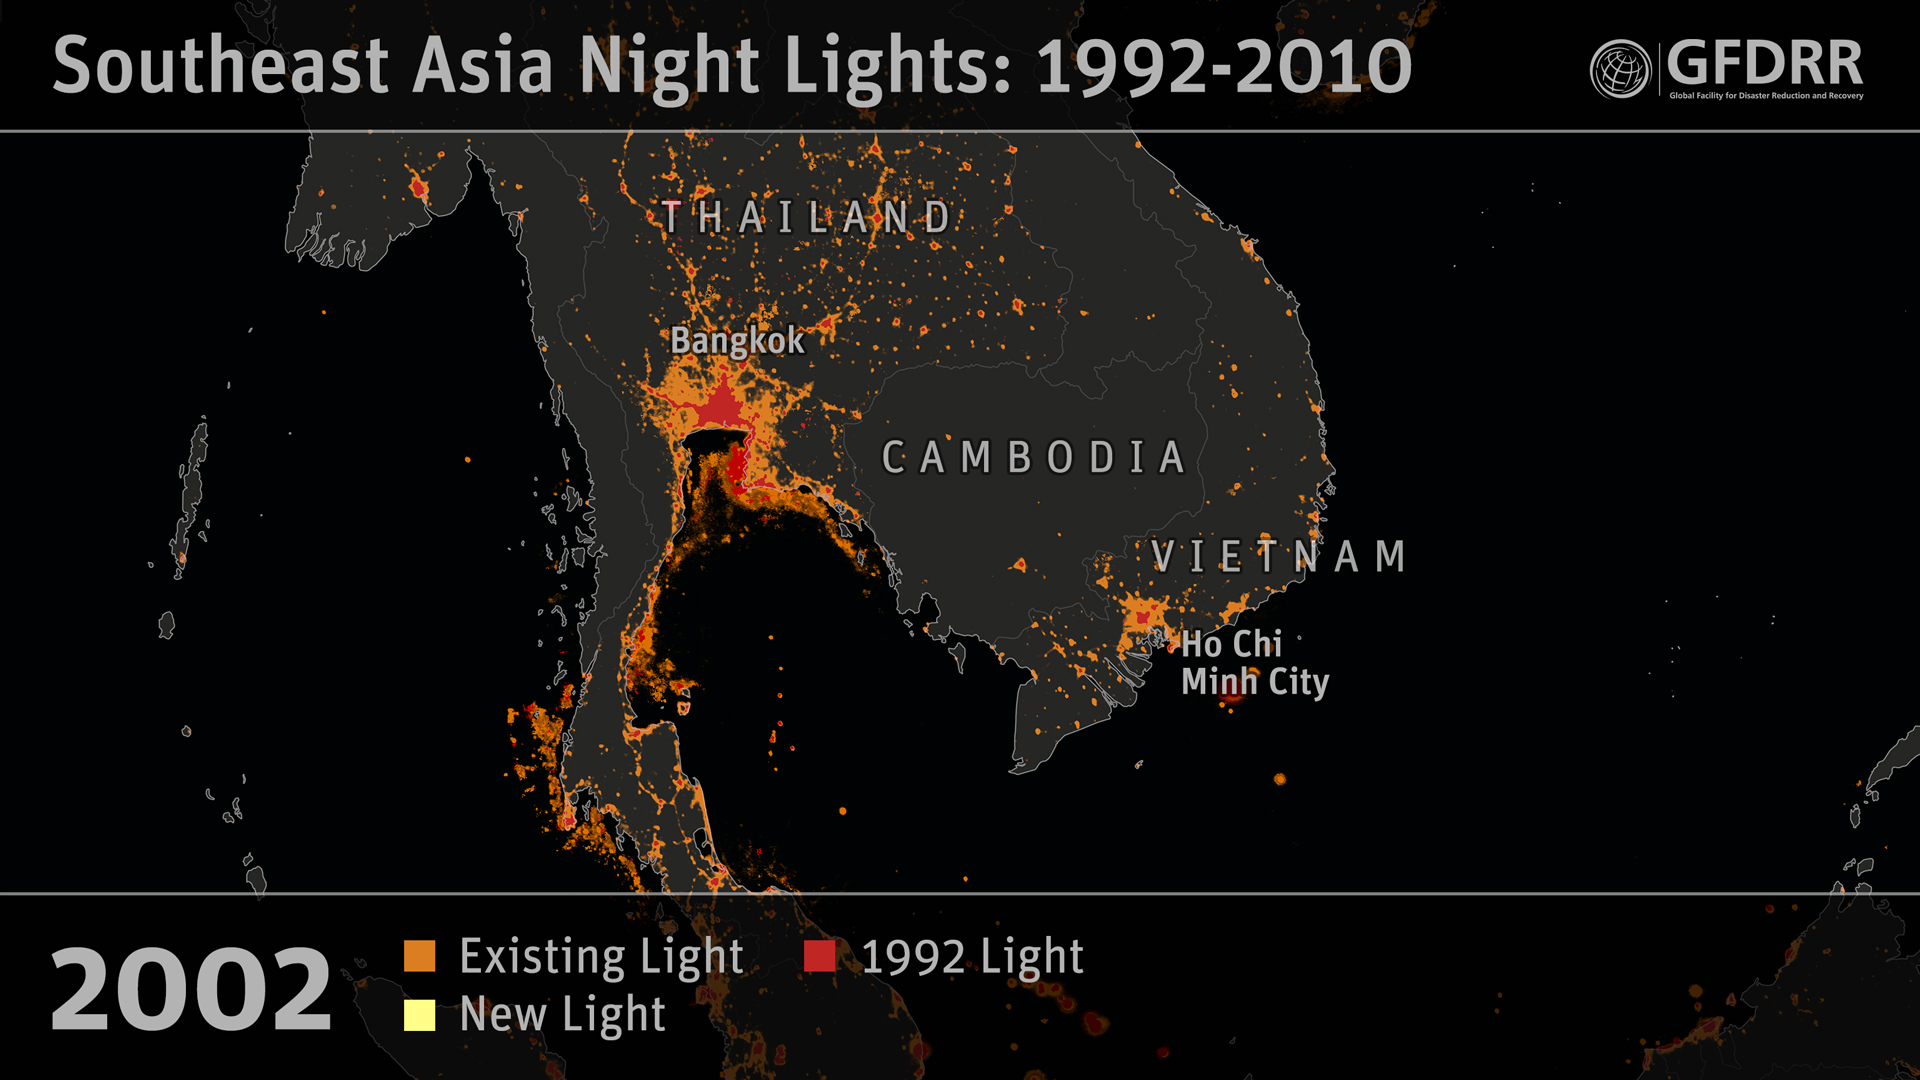 Southeast Asia Night Lights: 1992-2010
GFDRR
Global Facility for Disaster Reduction and Recovery
THAILAND
Bangkok
CAMBODIA
VIETNAM
Ho Chi
Minh City
2002
Existing Light
1992 Light
New Light